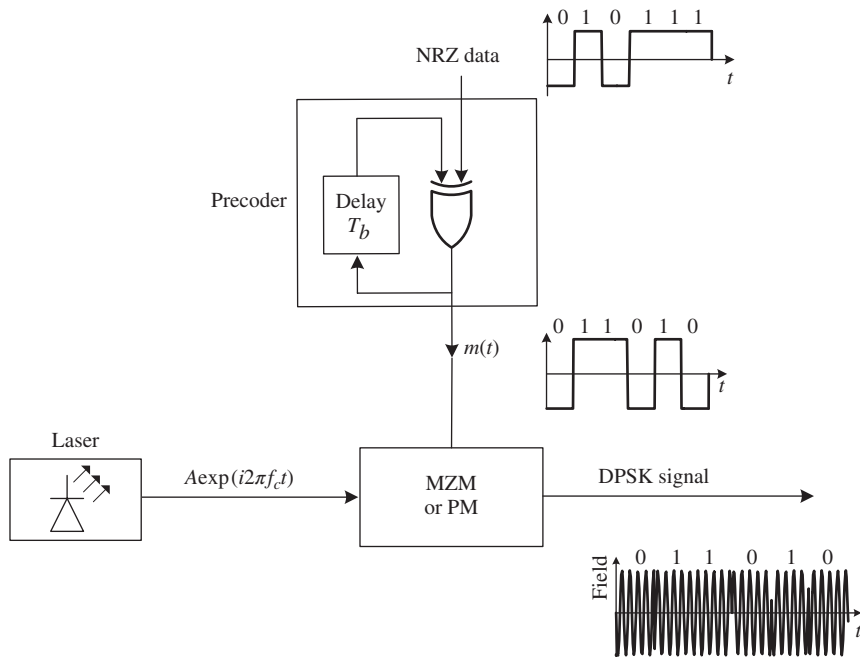 0 1 0 1 1 1
NRZ data
t
Precoder
Delay
T_b
0 1 1 0 1 0
m(t)
t
Laser
Aexp(i2πf_ct)
MZM
or PM
DPSK signal
0 1 1 0 1 0
Field
t